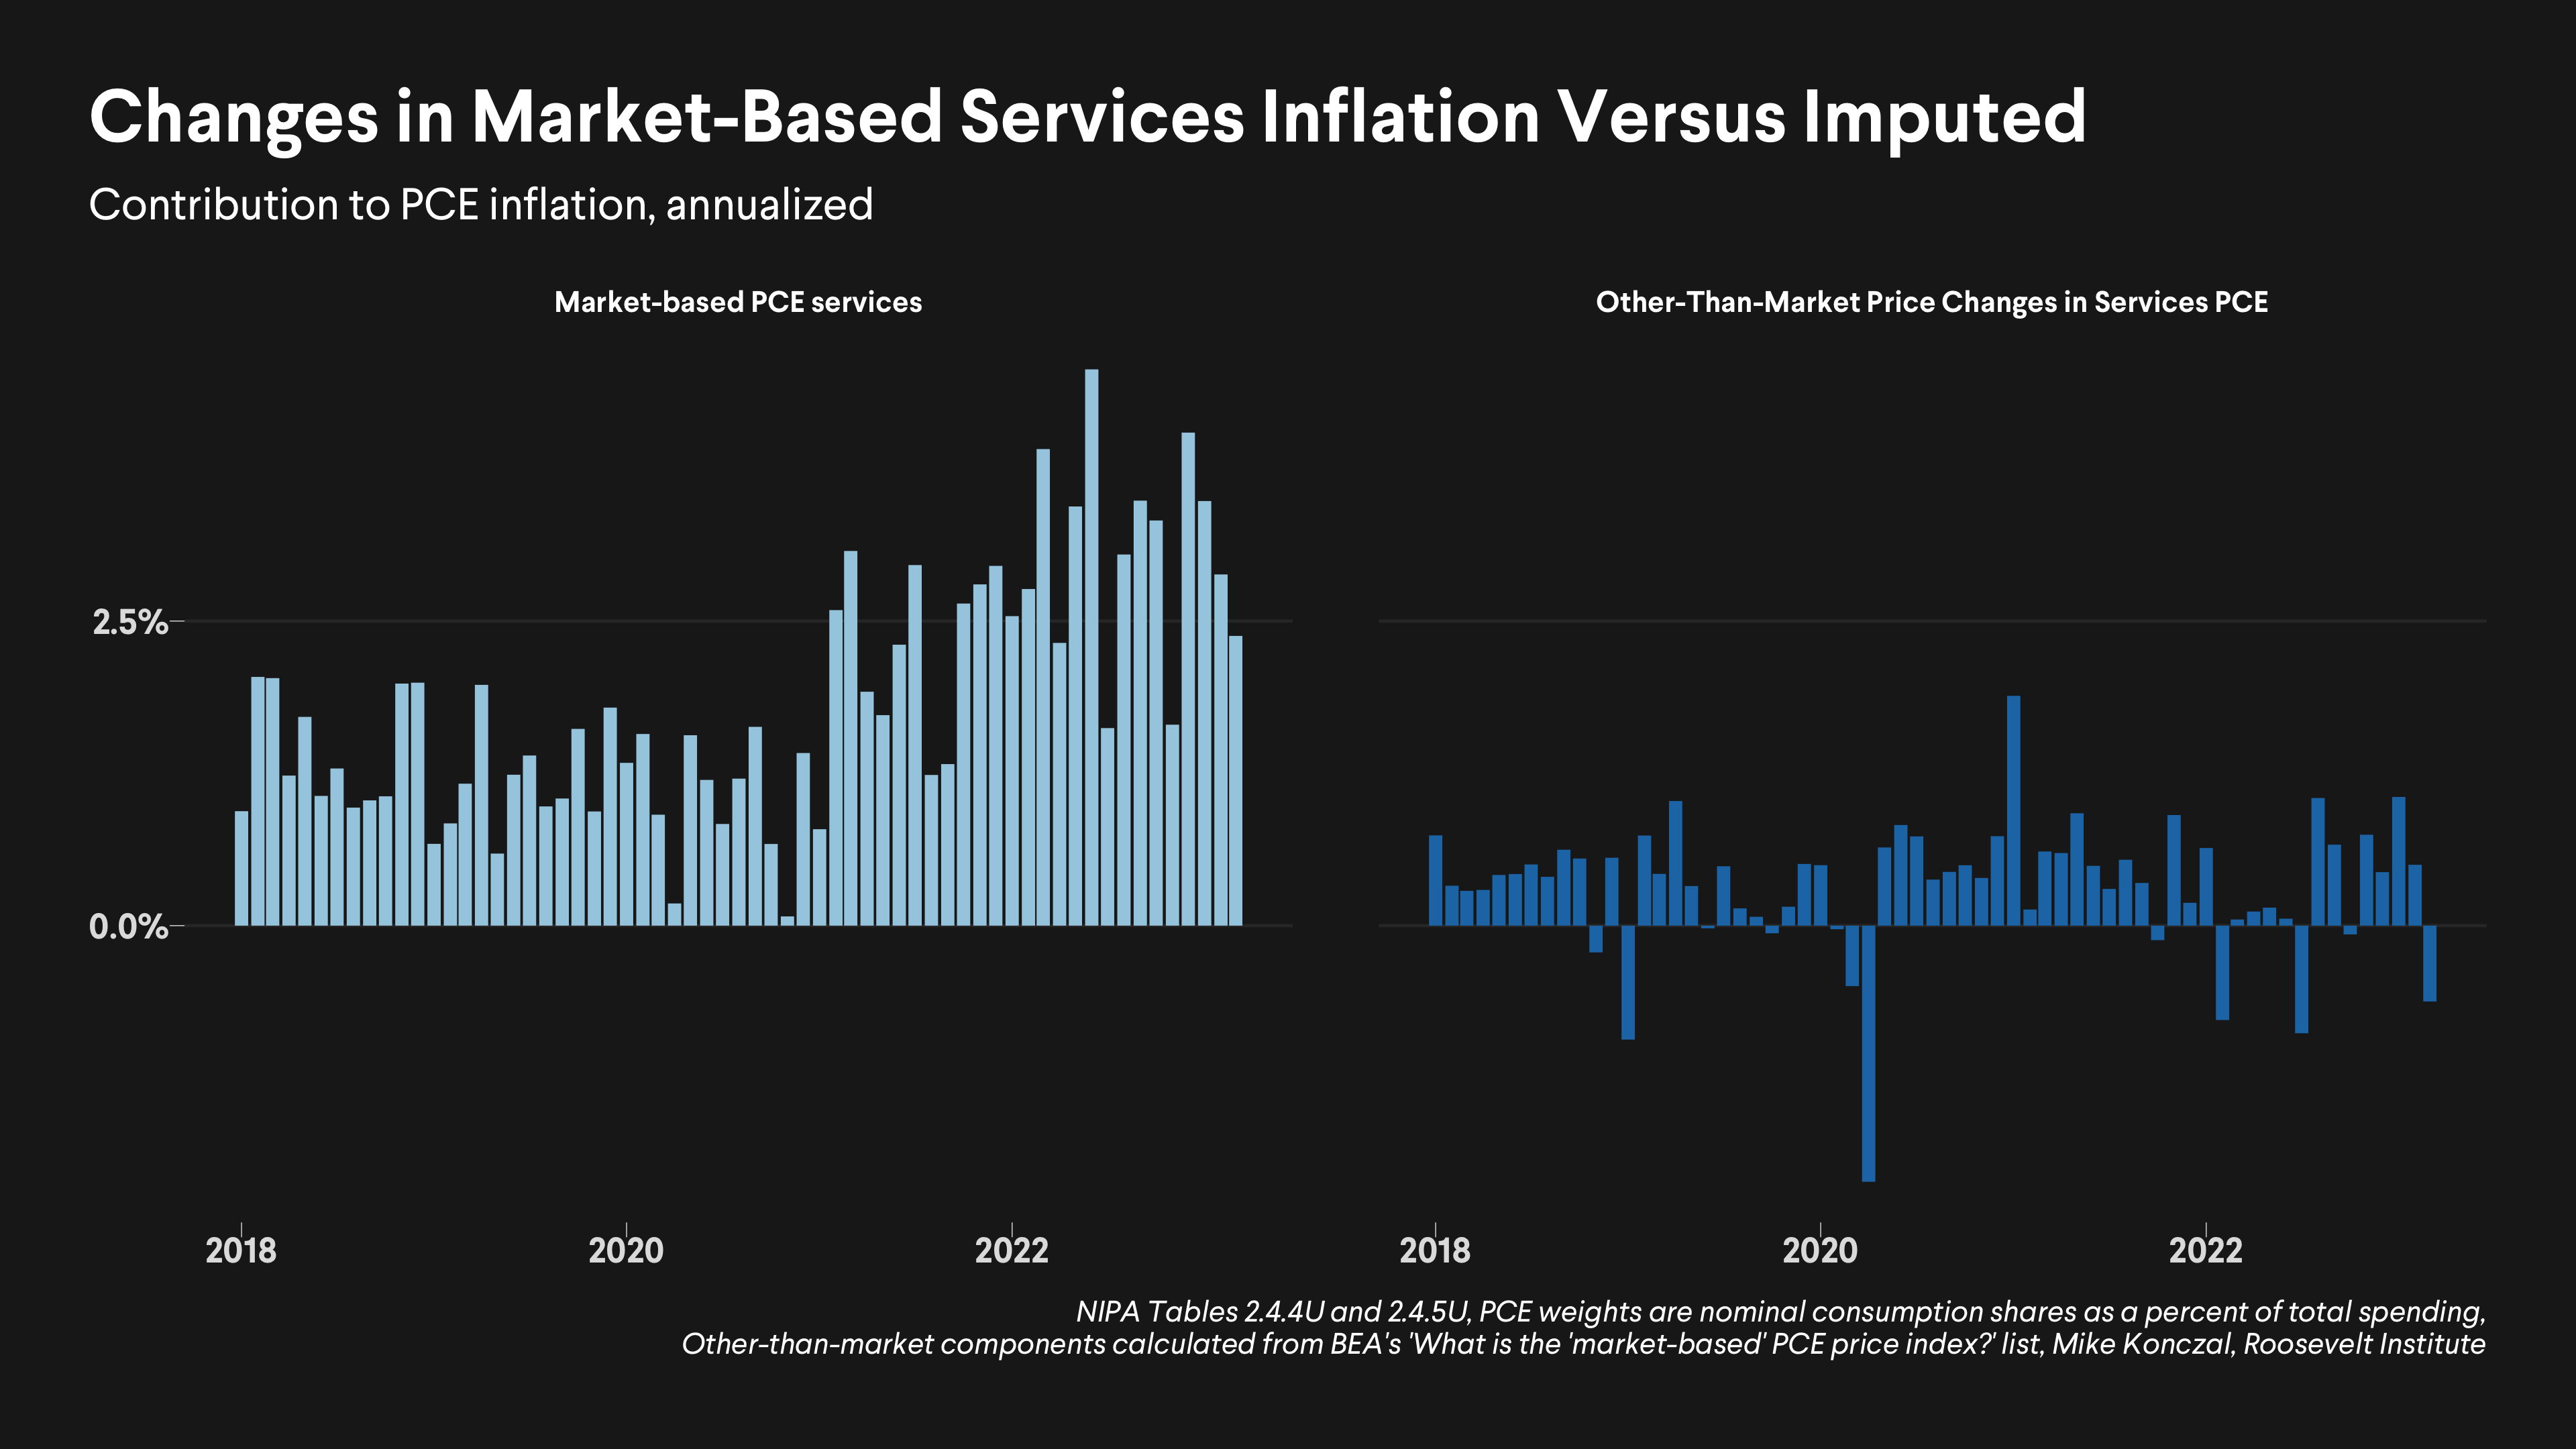 Changes in Market-Based Services Inflation Versus Imputed
Contribution to PCE inflation, annualized
Market-based PCE services
Other-Than-Market Price Changes in Services PCE
2.5%
0.0%
2018
2020
2022
2018
2020
2022
NIPA Tables 2.4.4U and 2.4.5U, PCE weights are nominal consumption shares as a percent of total spending,
Other-than-market components calculated from BEA's 'What is the 'market-based' PCE price index?' list, Mike Konczal, Roosevelt Institute